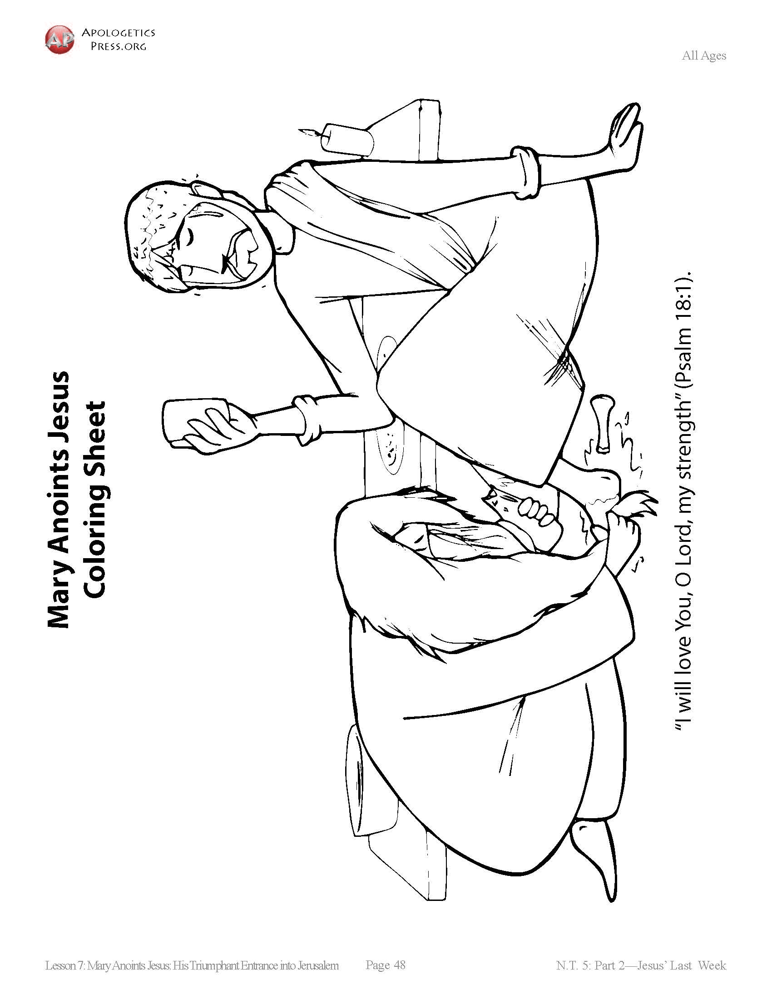 AP
APOLOGETICS
PRESS.ORG
All Ages
Mary Anoints Jesus
Coloring Sheet
“I will love You, O Lord, my strength” (Psalm 18:1).
Lesson 7: Mary Anoints Jesus: His Triumphant Entrance into Jerusalem Page 48 N.T. 5: Part 2—Jesus’ Last Week